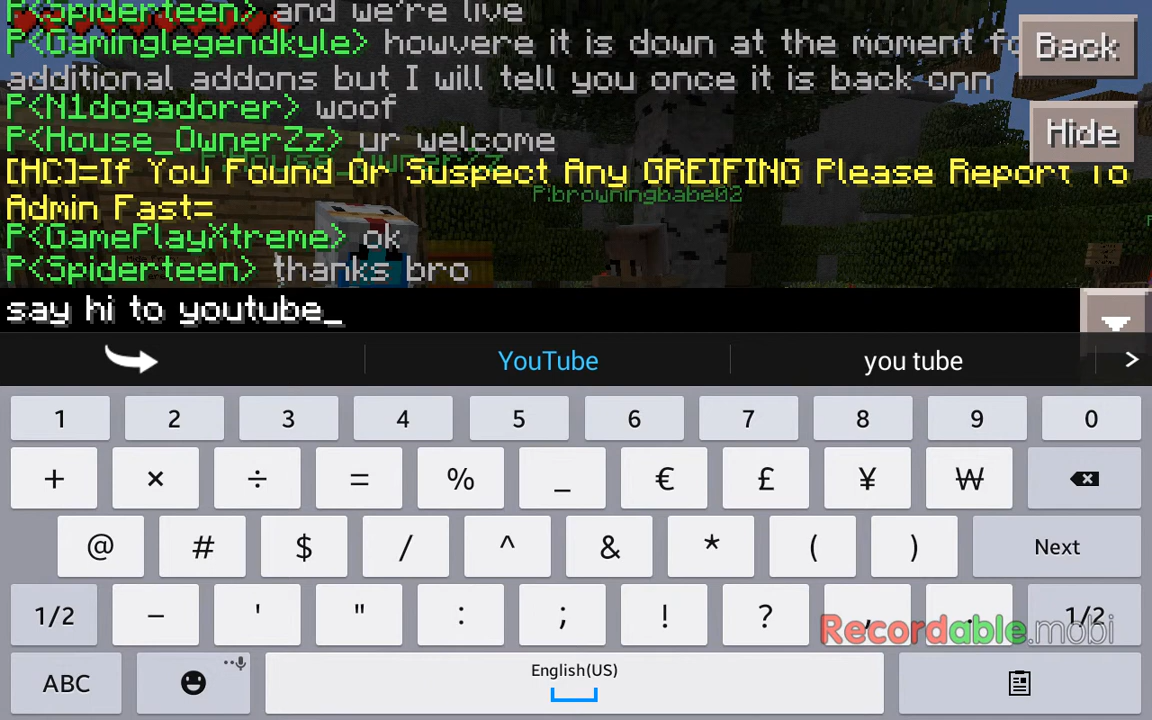 P<Spiderteen> and we're live
P<Gaminglegendkyle> howvere it is down at the moment fo
additional addons but I will tell you once it is back onn
P<N1dogadorer> woof
P<House_OwnerZz> ur welcome
[HC]=If You Found Or Suspect Any GREIFING Please Report To
Admin Fast=
P<GamePlayXtreme> ok
P<Spiderteen> thanks bro
P:House_OwnerZz
P:browningbabe02
Back
Hide
say hi to youtube_
YouTube you tube >
1 2 3 4 5 6 7 8 9 0
+ × ÷ = % _ € £ ¥ ₩
@ # $ / ^ & * ( ) Next
1/2 - ' " : ; ! ? , . 1/2
Recordable.mobi
ABC English(US)